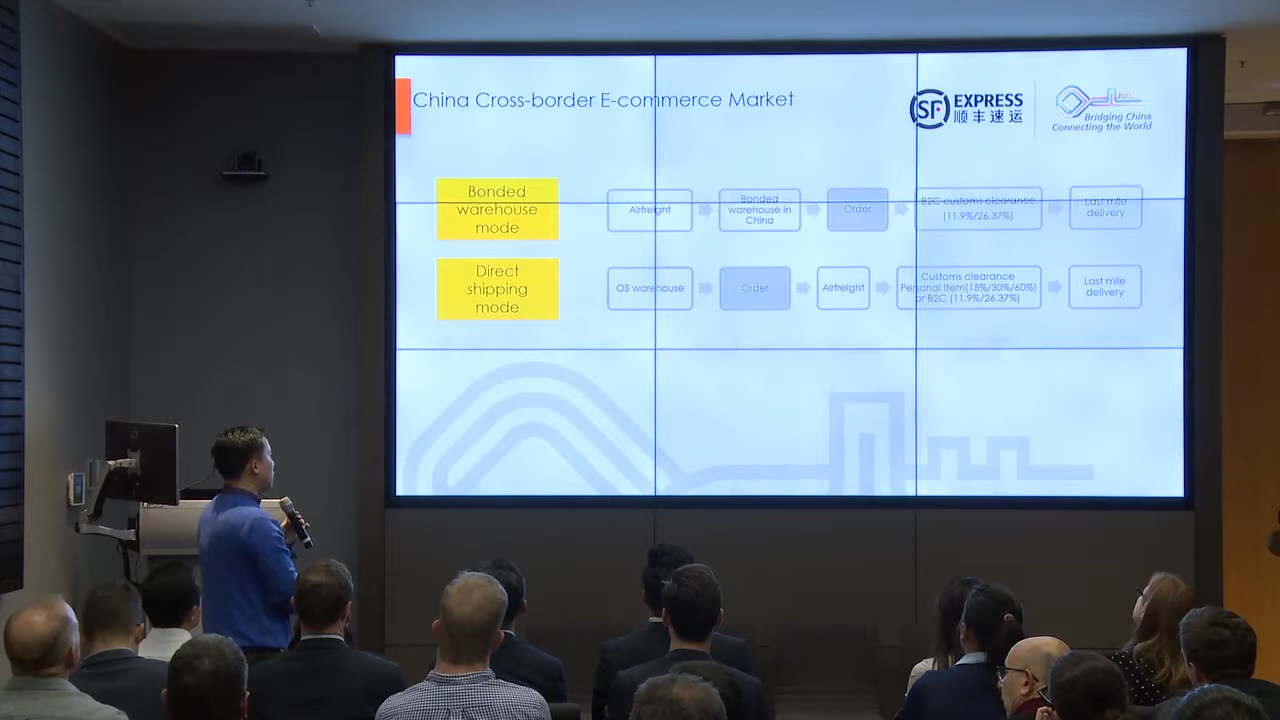 China Cross-border E-commerce Market
SF EXPRESS
顺丰速运
Bridging China
Connecting the World
Bonded
warehouse
mode
Airfreight
Bonded
warehouse in
China
Order
B2C customs clearance
(11.9%/26.37%)
Last mile
delivery
Direct
shipping
mode
OS warehouse
Order
Airfreight
Customs clearance
Personal Item(15%/30%/60%)
or B2C (11.9%/26.37%)
Last mile
delivery